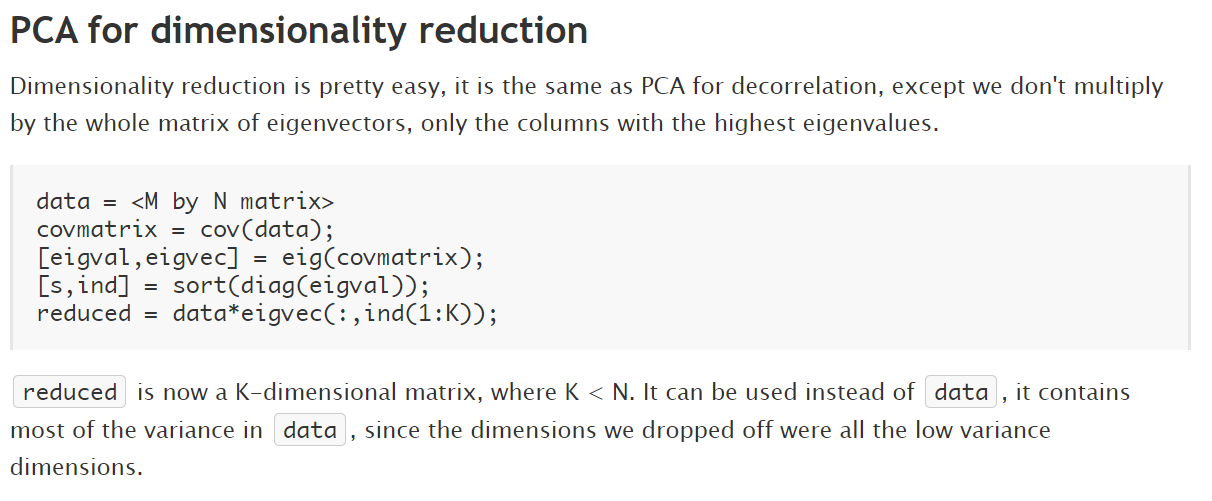 PCA for dimensionality reduction
Dimensionality reduction is pretty easy, it is the same as PCA for decorrelation, except we don't multiply
by the whole matrix of eigenvectors, only the columns with the highest eigenvalues.
data = <M by N matrix>
covmatrix = cov(data);
[eigval,eigvec] = eig(covmatrix);
[s,ind] = sort(diag(eigval));
reduced = data*eigvec(:,ind(1:K));
reduced is now a K-dimensional matrix, where K < N. It can be used instead of data, it contains
most of the variance in data, since the dimensions we dropped off were all the low variance
dimensions.